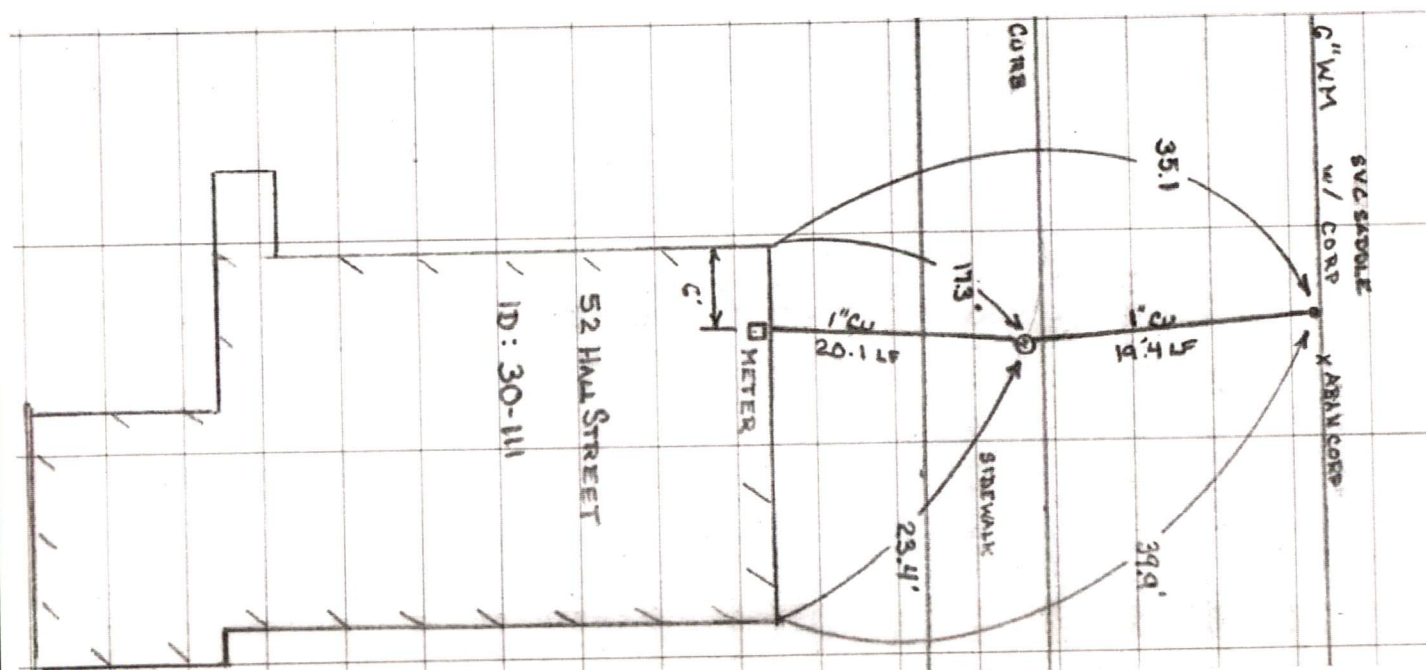 6" WM w/ CORP
SVC SADDLE
x ABAN CORP
CURB
35.1
17.3'
1" CU
19.4 LF
1" CU
20.1 LF
6'
METER
SIDEWALK
52 HALL STREET
ID: 30-111
23.4'
39.9'